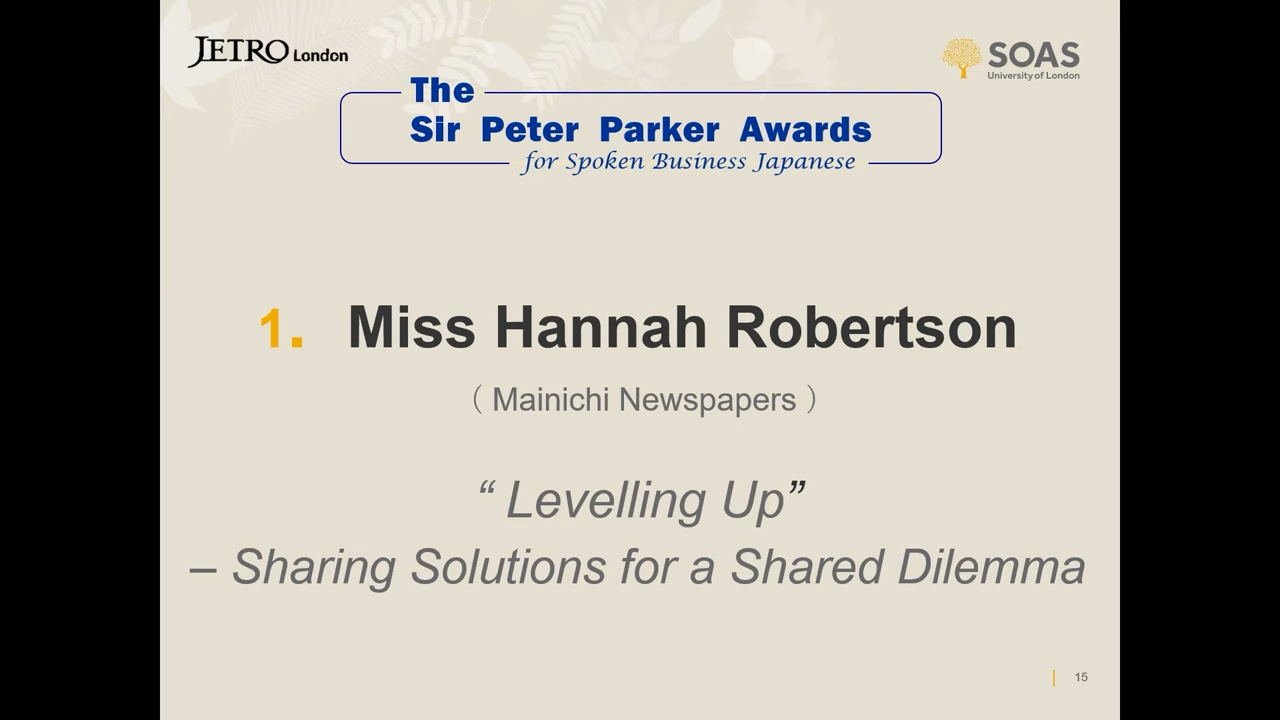 JETRO London
SOAS
University of London
The
Sir Peter Parker Awards
for Spoken Business Japanese
1. Miss Hannah Robertson
（ Mainichi Newspapers ）
“ Levelling Up”
– Sharing Solutions for a Shared Dilemma
15